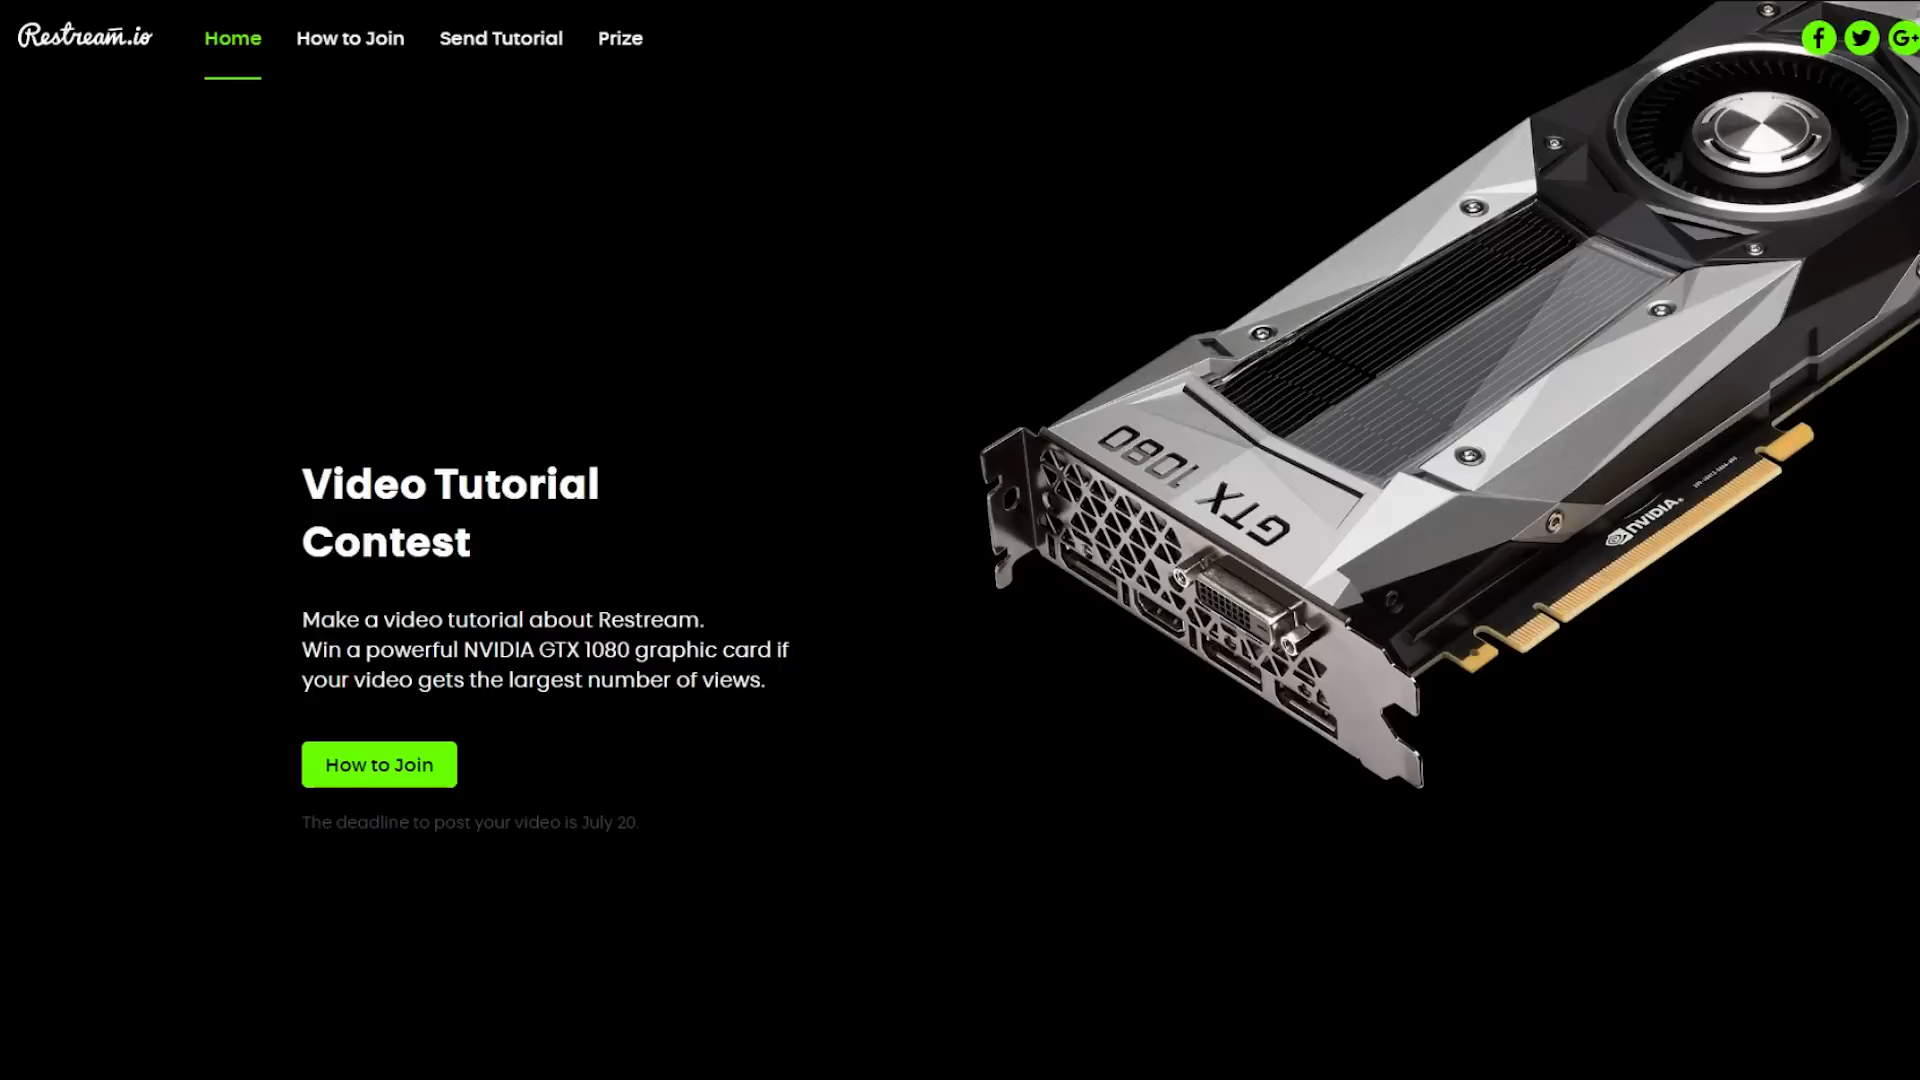 Restream.io
Home
How to Join
Send Tutorial
Prize
G+
GTX 1080
NVIDIA
Video Tutorial
Contest
Make a video tutorial about Restream.
Win a powerful NVIDIA GTX 1080 graphic card if
your video gets the largest number of views.
How to Join
The deadline to post your video is July 20.